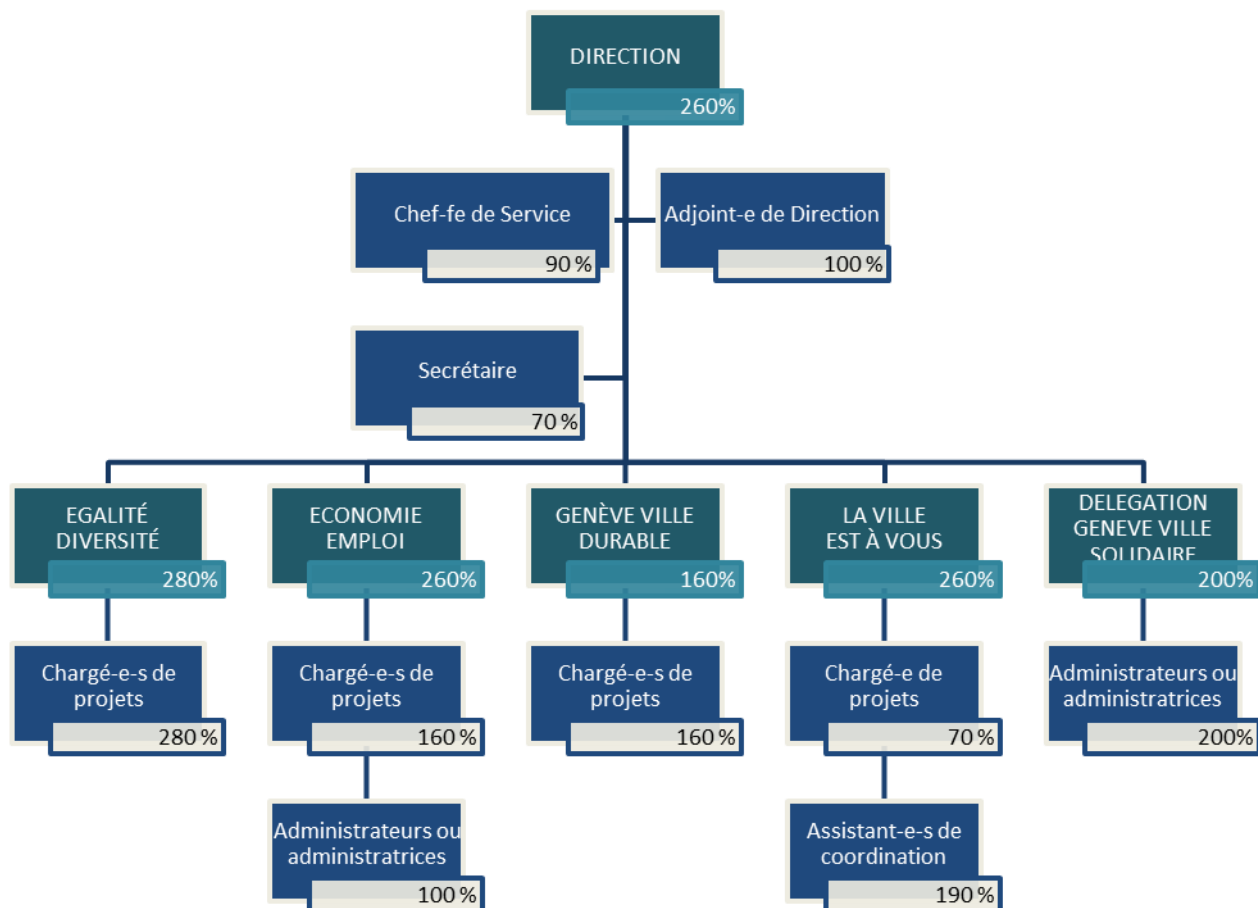 DIRECTION
260%
Chef-fe de Service
90 %
Adjoint-e de Direction
100 %
Secrétaire
70 %
EGALITÉ
DIVERSITÉ
280%
ECONOMIE
EMPLOI
260%
GENÈVE VILLE
DURABLE
160%
LA VILLE
EST À VOUS
260%
DELEGATION
GENEVE VILLE
SOLIDAIRE
200%
Chargé-e-s de
projets
280 %
Chargé-e-s de
projets
160 %
Chargé-e-s de
projets
160 %
Chargé-e de
projets
70 %
Administrateurs ou
administratrices
200%
Administrateurs ou
administratrices
100 %
Assistant-e-s de
coordination
190 %